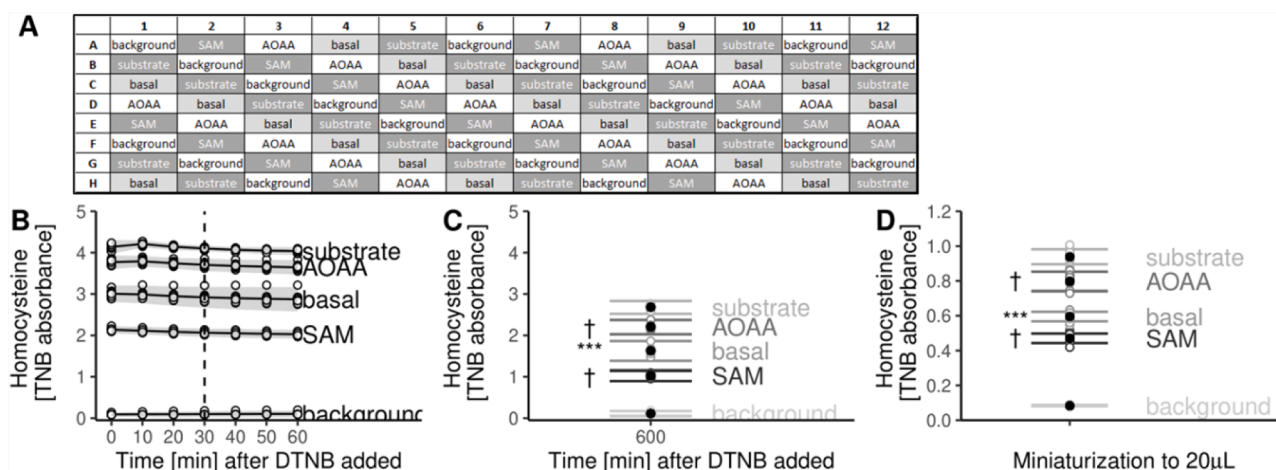 A
1 2 3 4 5 6 7 8 9 10 11 12
A background SAM AOAA basal substrate background SAM AOAA basal substrate background SAM
B substrate background SAM AOAA basal substrate background SAM AOAA basal substrate background
C basal substrate background SAM AOAA basal substrate background SAM AOAA basal substrate
D AOAA basal substrate background SAM AOAA basal substrate background SAM AOAA basal
E SAM AOAA basal substrate background SAM AOAA basal substrate background SAM AOAA
F background SAM AOAA basal substrate background SAM AOAA basal substrate background SAM
G substrate background SAM AOAA basal substrate background SAM AOAA basal substrate background
H basal substrate background SAM AOAA basal substrate background SAM AOAA basal substrate
B
Homocysteine
[TNB absorbance]
5
4
3
2
1
0
substrate
AOAA
basal
SAM
background
0 10 20 30 40 50 60
Time [min] after DTNB added
C
Homocysteine
[TNB absorbance]
5
4
3
2
1
0
substrate
† AOAA
*** basal
† SAM
background
600
Time [min] after DTNB added
D
Homocysteine
[TNB absorbance]
1.2
1.0
0.8
0.6
0.4
0.2
0.0
substrate
† AOAA
*** basal
† SAM
background
Miniaturization to 20μL